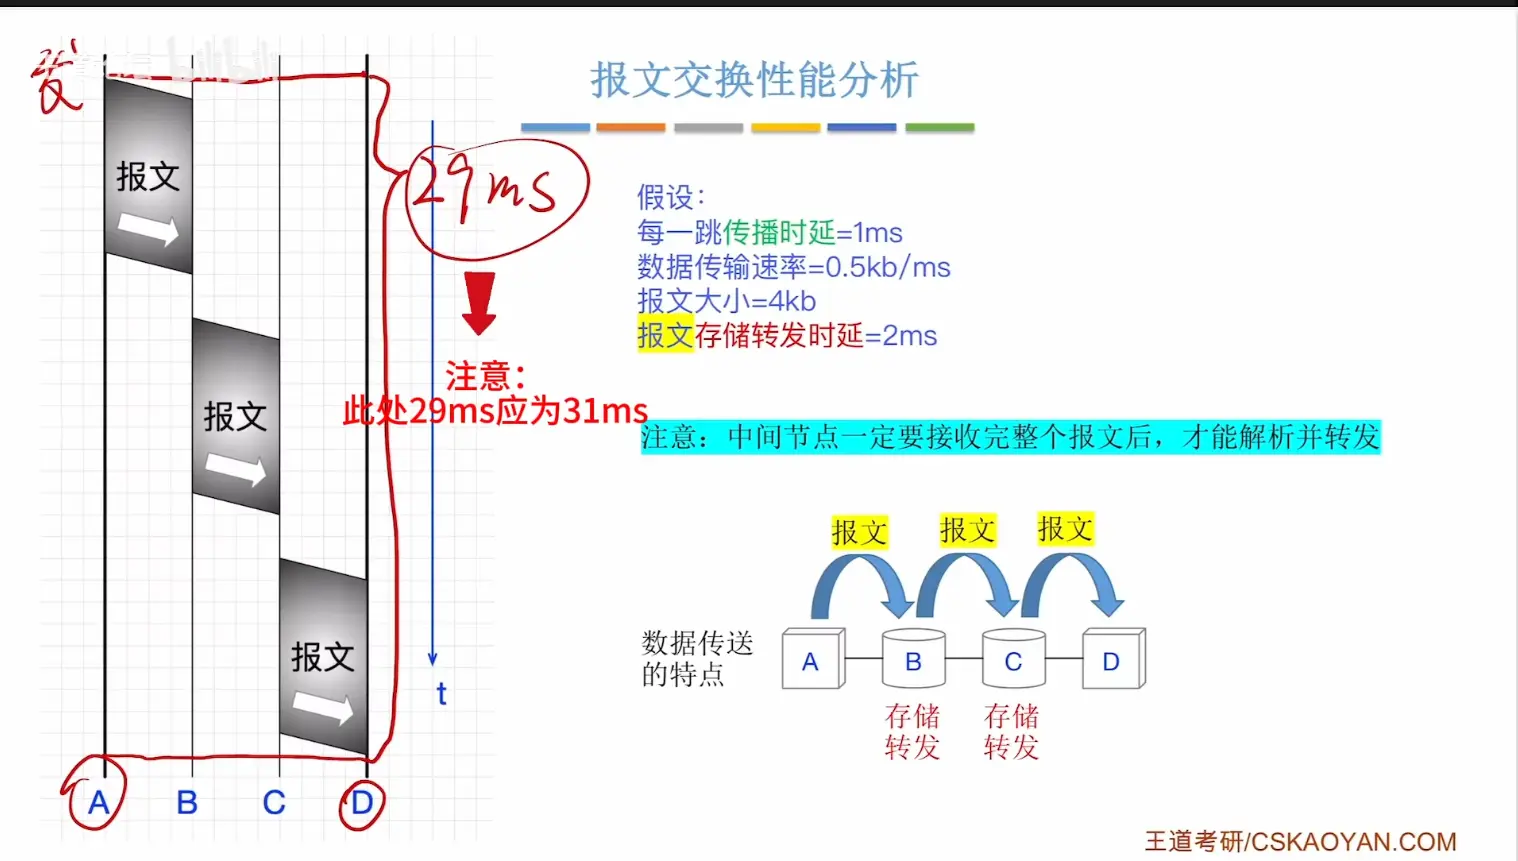 发
报文交换性能分析
报文
29ms
假设：
每一跳传播时延=1ms
数据传输速率=0.5kb/ms
报文大小=4kb
报文存储转发时延=2ms
注意：
此处29ms应为31ms
报文
注意：中间节点一定要接收完整个报文后，才能解析并转发
报文 报文 报文
报文
数据传送
的特点
A B C D
t
存储 存储
转发 转发
A B C D
王道考研/CSKAOYAN.COM